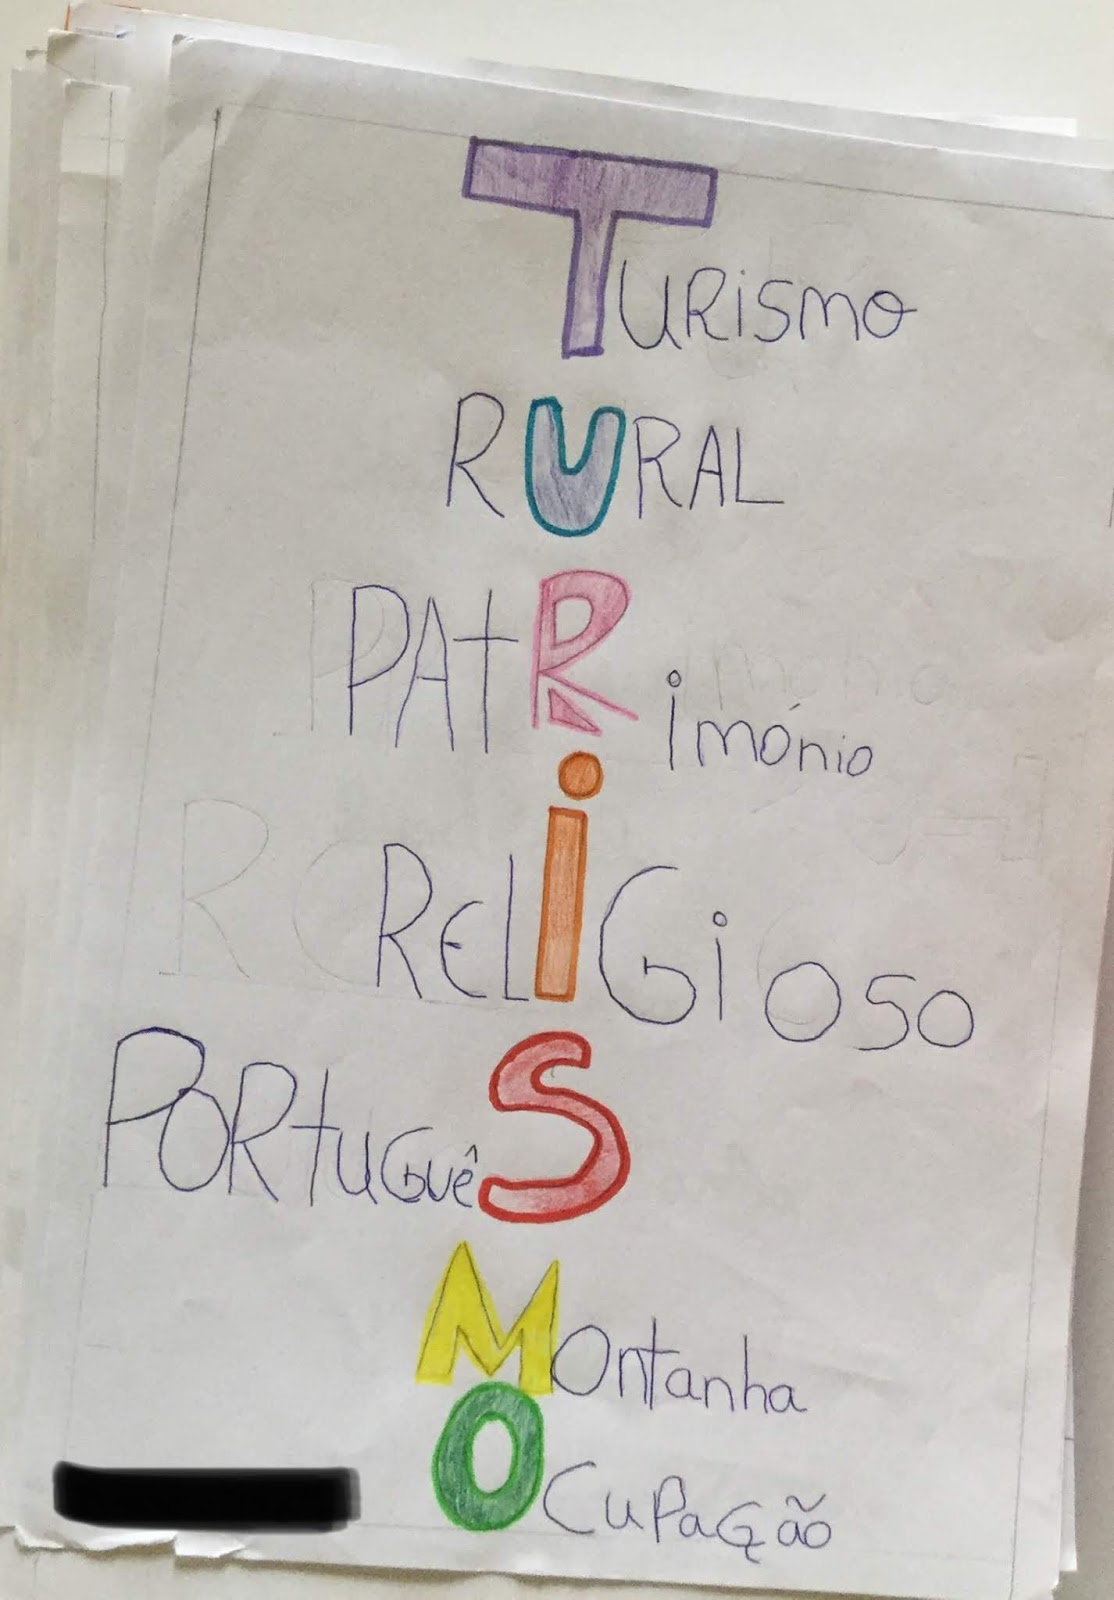 TURiSmo
RURAL
PAtRimónio
RELiGiOSO
PORtuGuêS
MOntanha
OcuPação